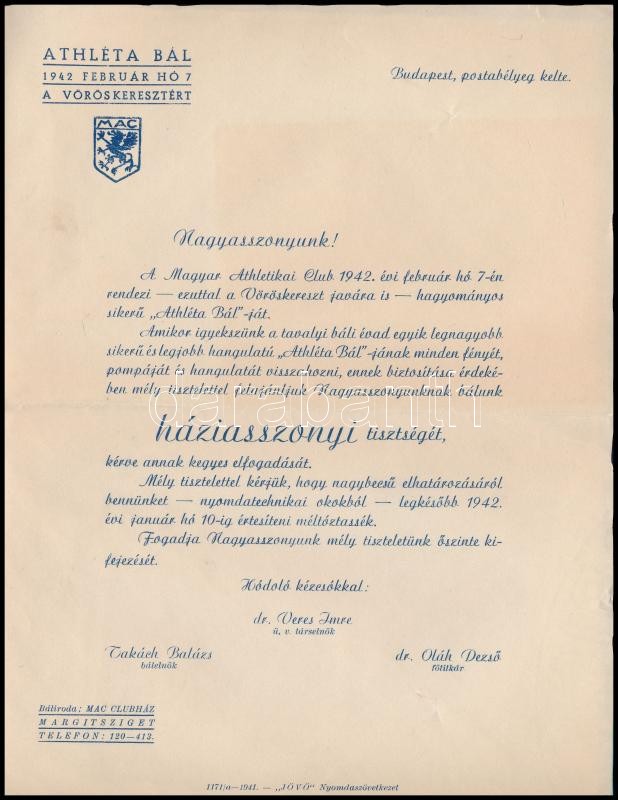 ATHLÉTA BÁL
1942 FEBRUÁR HÓ 7
A VÖRÖSKERESZTÉRT
MAC
Budapest, postabélyeg kelte.
Nagyasszonyunk!
A Magyar Athletikai Club 1942. évi február hó 7-én
rendezi — ezuttal a Vöröskereszt javára is — hagyományos
sikerű „Athléta Bál"-ját.
Amikor igyekszünk a tavalyi báli évad egyik legnagyobb
sikerű és legjobb hangulatú „Athléta Bál"-jának minden fényét,
pompáját és hangulatát visszahozni, ennek biztosítása érdeké-
ben mély tisztelettel felajánljuk Nagyasszonyunknak bálunk
darabanth
háziasszonyi tisztségét,
kérve annak kegyes elfogadását.
Mély tisztelettel kérjük, hogy nagybecsű elhatározásáról
bennünket — nyomdatechnikai okokból — legkésőbb 1942.
évi január hó 10-ig értesíteni méltóztassék.
Fogadja Nagyasszonyunk mély tiszteletünk őszinte ki-
fejezését.
Hódoló kézcsókkal:
dr. Veres Imre
ü. v. társelnök
Takách Balázs
bálelnök
dr. Oláh Dezső
főtitkár
Báliroda: MAC CLUBHÁZ
MARGITSZIGET
TELEFON: 120—413.
1171/a—1941. — „JÖVŐ" Nyomdaszövetkezet